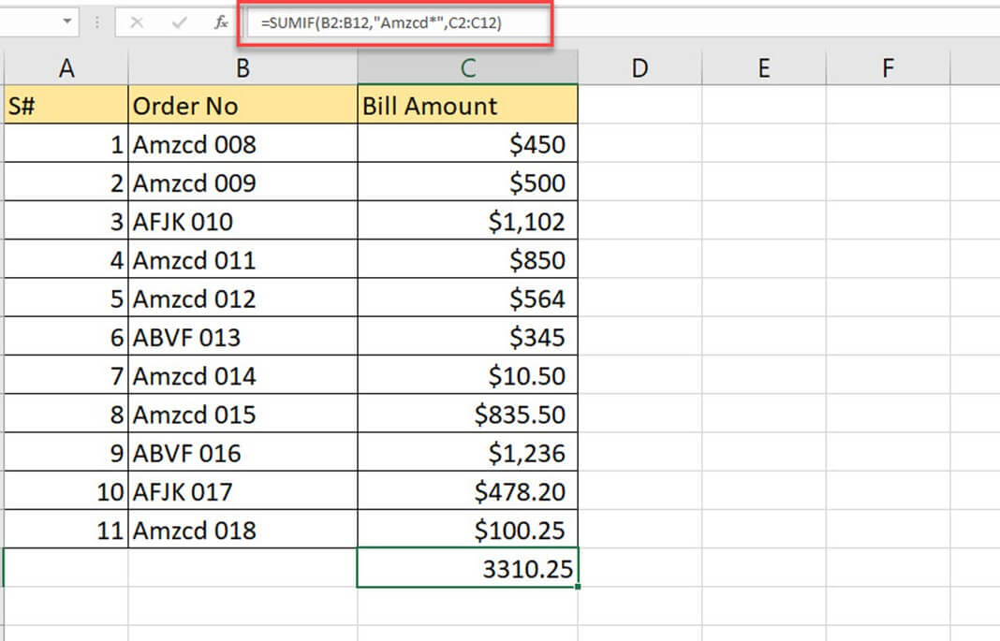 fx =SUMIF(B2:B12,"Amzcd*",C2:C12)
A B C D E F
S# Order No Bill Amount
1 Amzcd 008 $450
2 Amzcd 009 $500
3 AFJK 010 $1,102
4 Amzcd 011 $850
5 Amzcd 012 $564
6 ABVF 013 $345
7 Amzcd 014 $10.50
8 Amzcd 015 $835.50
9 ABVF 016 $1,236
10 AFJK 017 $478.20
11 Amzcd 018 $100.25
3310.25